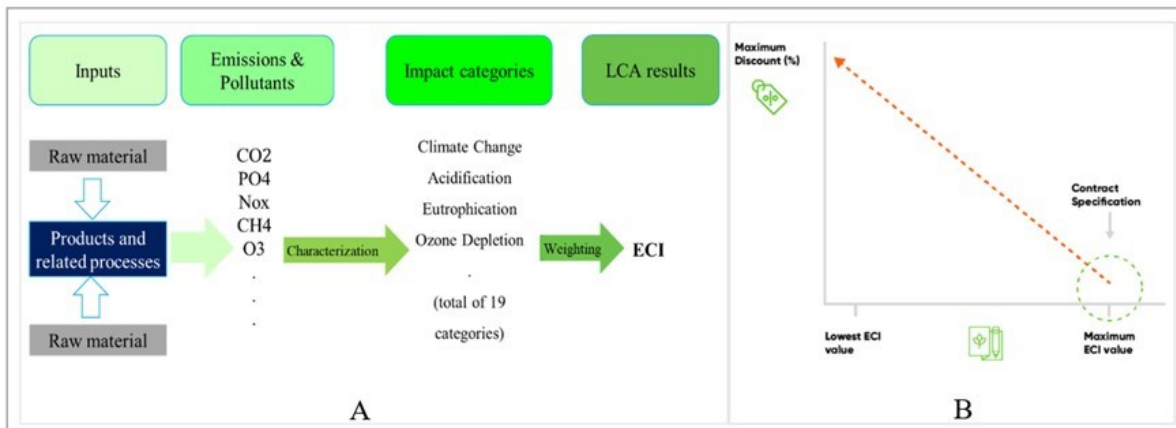 Inputs
Emissions &
Pollutants
Impact categories
LCA results
Raw material
Products and
related processes
Raw material
CO2
PO4
Nox
CH4
O3
.
.
.
Characterization
Climate Change
Acidification
Eutrophication
Ozone Depletion
.
(total of 19
categories)
Weighting
ECI
A
Maximum
Discount (%)
Contract
Specification
Lowest ECI
value
Maximum
ECI value
B